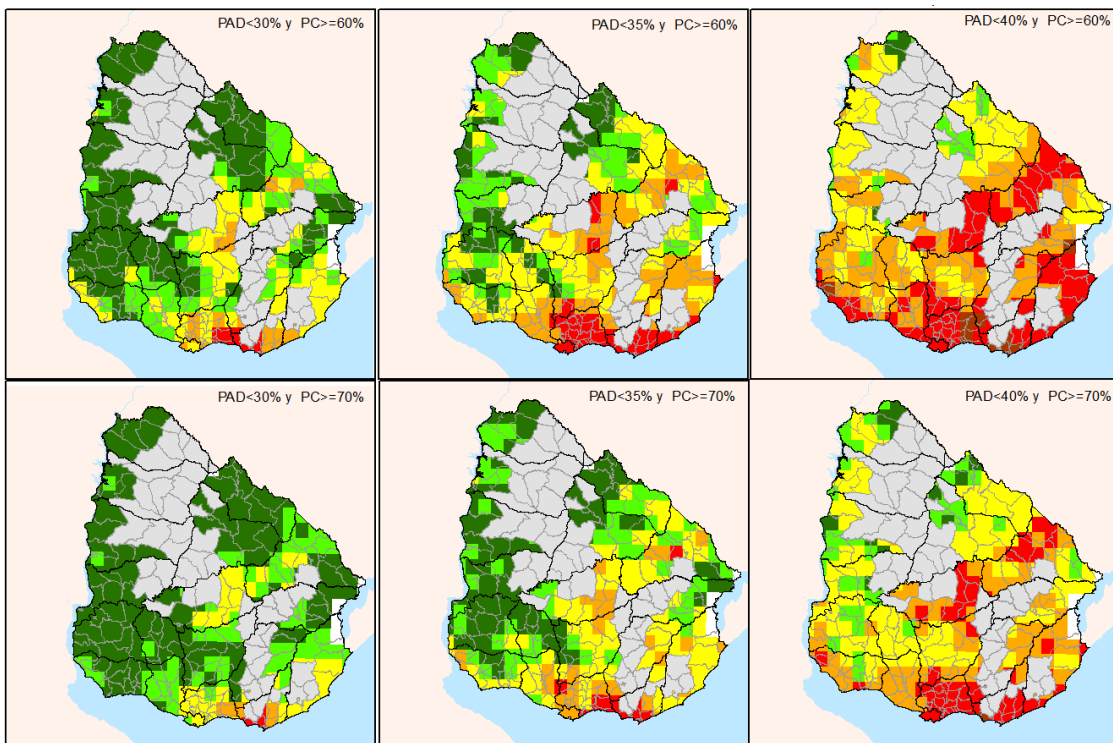 PAD<30% y PC>=60%
PAD<35% y PC>=60%
PAD<40% y PC>=60%
PAD<30% y PC>=70%
PAD<35% y PC>=70%
PAD<40% y PC>=70%